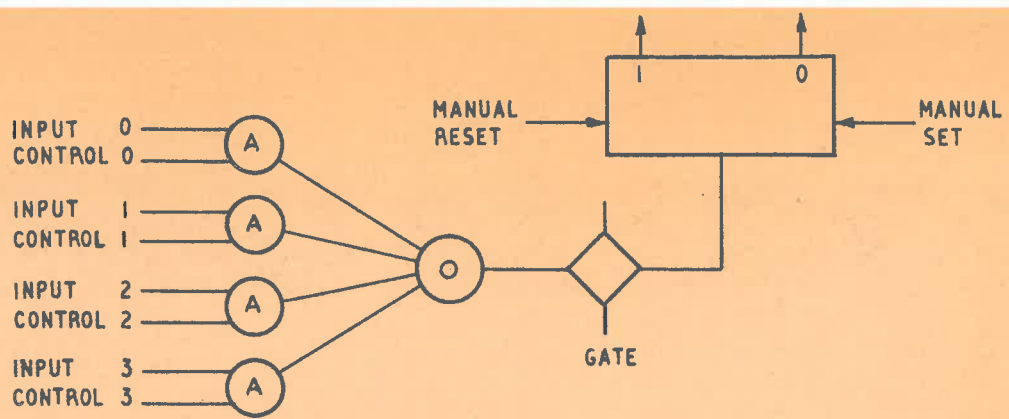 1 0
MANUAL
RESET
MANUAL
SET
INPUT 0
CONTROL 0
A
INPUT 1
CONTROL 1
A
INPUT 2
CONTROL 2
A
INPUT 3
CONTROL 3
A
O
GATE